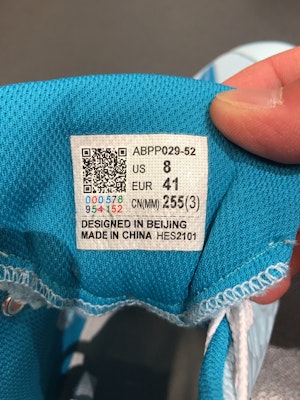 ABPP029-52
US 8
EUR 41
CN(MM) 255(3)
000578
954152
DESIGNED IN BEIJING
MADE IN CHINA HES2101